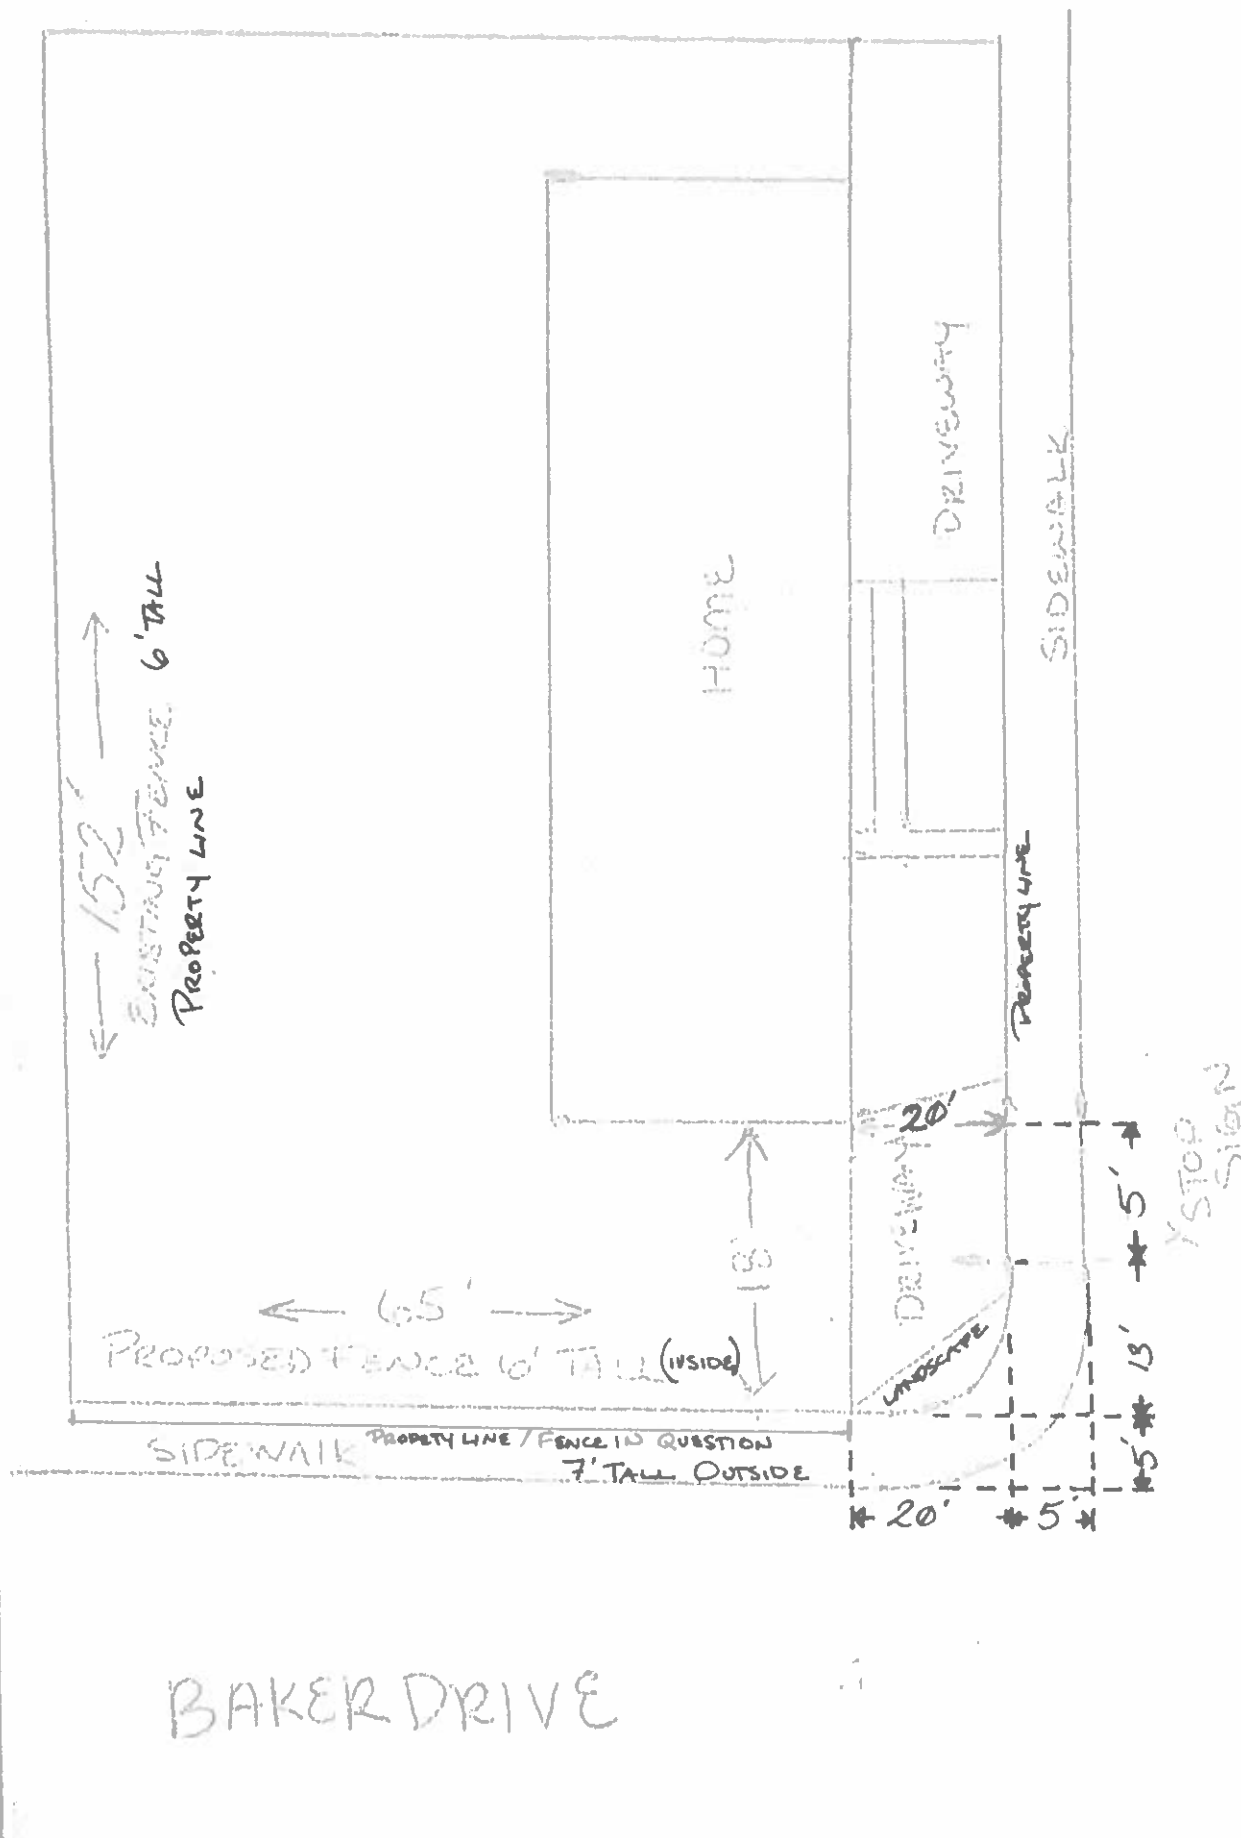 DRIVEWAY
SIDEWALK
HOME
152'
EXISTING FENCE 6' TALL
PROPERTY LINE
PROPERTY LINE
20'
DRIVEWAY
STOP
SIGN
5'
18'
LANDSCAPE
13'
65'
PROPOSED FENCE 6' TALL (INSIDE)
SIDEWALK
PROPETY LINE / FENCE IN QUESTION
7' TALL OUTSIDE
5'
20'
5'
BAKER DRIVE